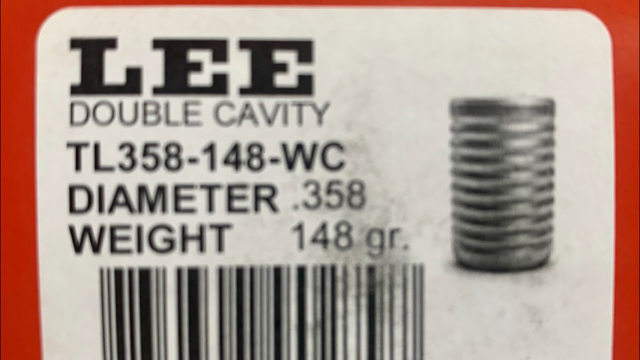 LEE
DOUBLE CAVITY
TL358-148-WC
DIAMETER .358
WEIGHT 148 gr.